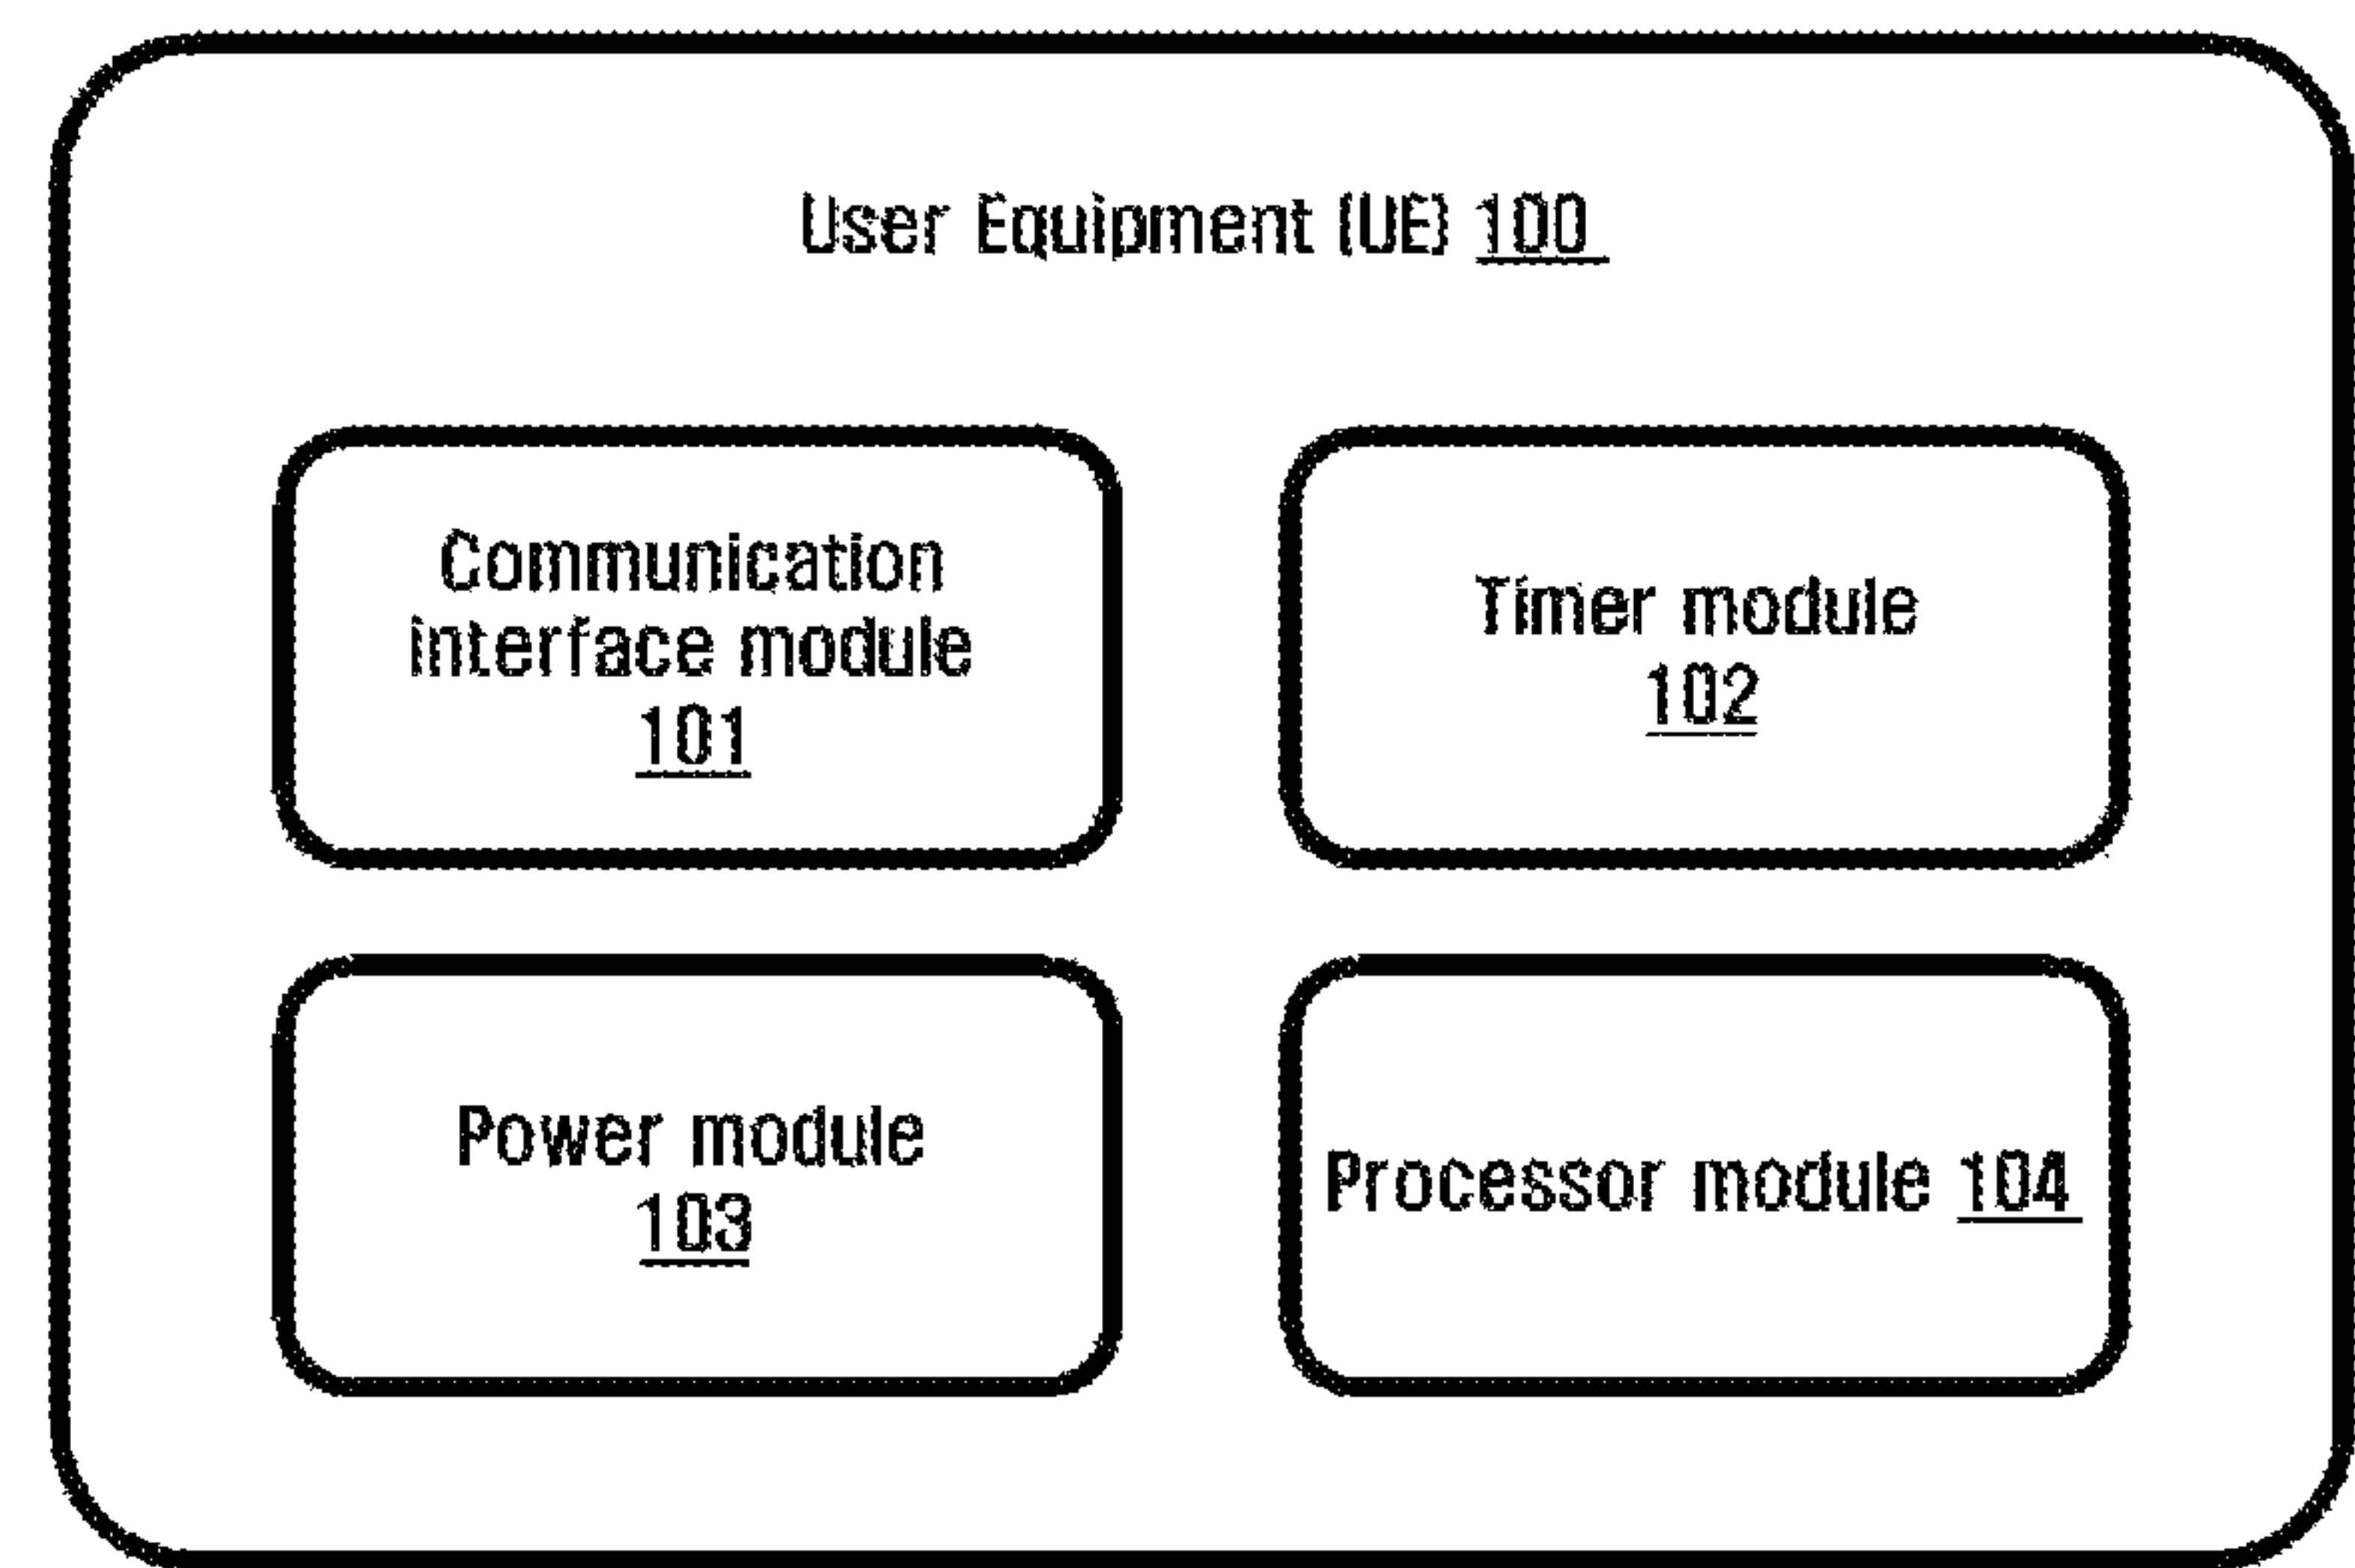 User Equipment (UE) 100
Communication
interface module
101
Timer module
102
Power module
103
Processor module 104